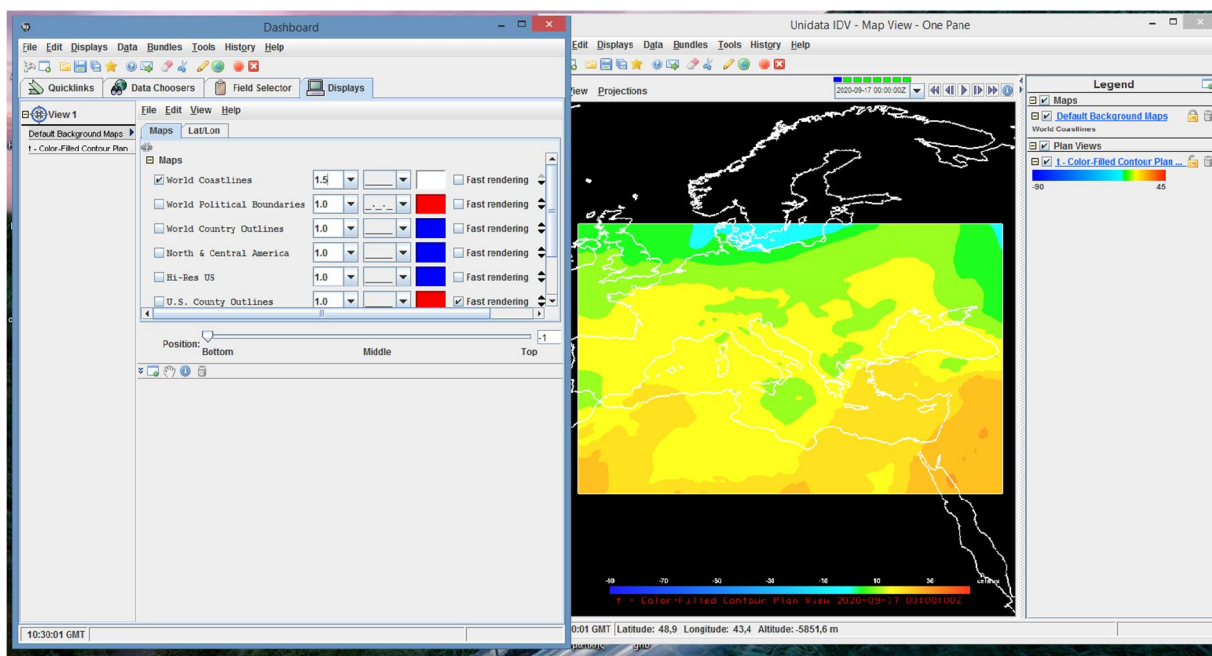 Dashboard
File Edit Displays Data Bundles Tools History Help
Quicklinks Data Choosers Field Selector Displays
View 1
Default Background Maps
t - Color-Filled Contour Plan
File Edit View Help
Maps Lat/Lon
Maps
World Coastlines 1.5 Fast rendering
World Political Boundaries 1.0 Fast rendering
World Country Outlines 1.0 Fast rendering
North & Central America 1.0 Fast rendering
Hi-Res US 1.0 Fast rendering
U.S. County Outlines 1.0 Fast rendering
Position: -1
Bottom Middle Top
10:30:01 GMT
Unidata IDV - Map View - One Pane
Edit Displays Data Bundles Tools History Help
iew Projections
2020-09-17 00:00:00Z
-90 -70 -50 -30 -10 10 30 celsius
t - Color-Filled Contour Plan View 2020-09-17 00:00:00Z
0:01 GMT Latitude: 48,9 Longitude: 43,4 Altitude: -5851,6 m
Legend
Maps
Default Background Maps
World Coastlines
Plan Views
t - Color-Filled Contour Plan ...
-90 45